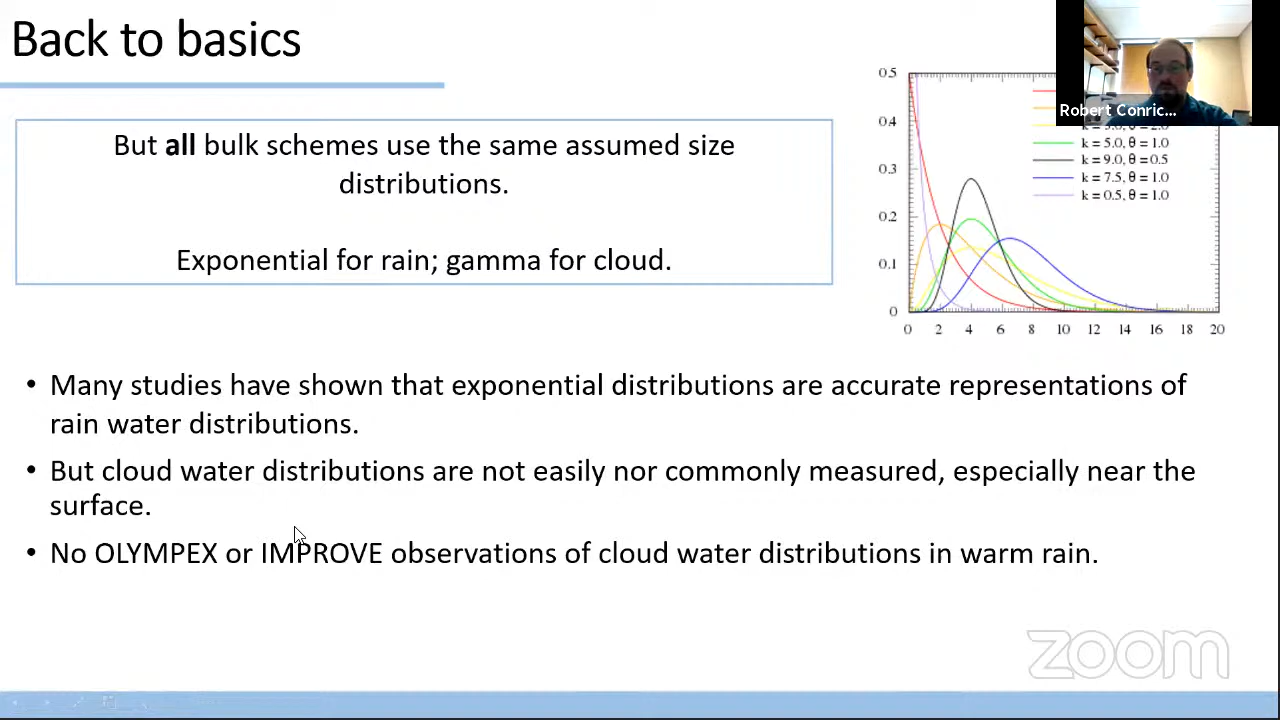 Back to basics
But all bulk schemes use the same assumed size
distributions.
Exponential for rain; gamma for cloud.
Robert Conric...
0.5
0.4
0.3
0.2
0.1
0
k = 5.0, θ = 1.0
k = 9.0, θ = 0.5
k = 7.5, θ = 1.0
k = 0.5, θ = 1.0
0 2 4 6 8 10 12 14 16 18 20
• Many studies have shown that exponential distributions are accurate representations of
rain water distributions.
• But cloud water distributions are not easily nor commonly measured, especially near the
surface.
• No OLYMPEX or IMPROVE observations of cloud water distributions in warm rain.
zoom